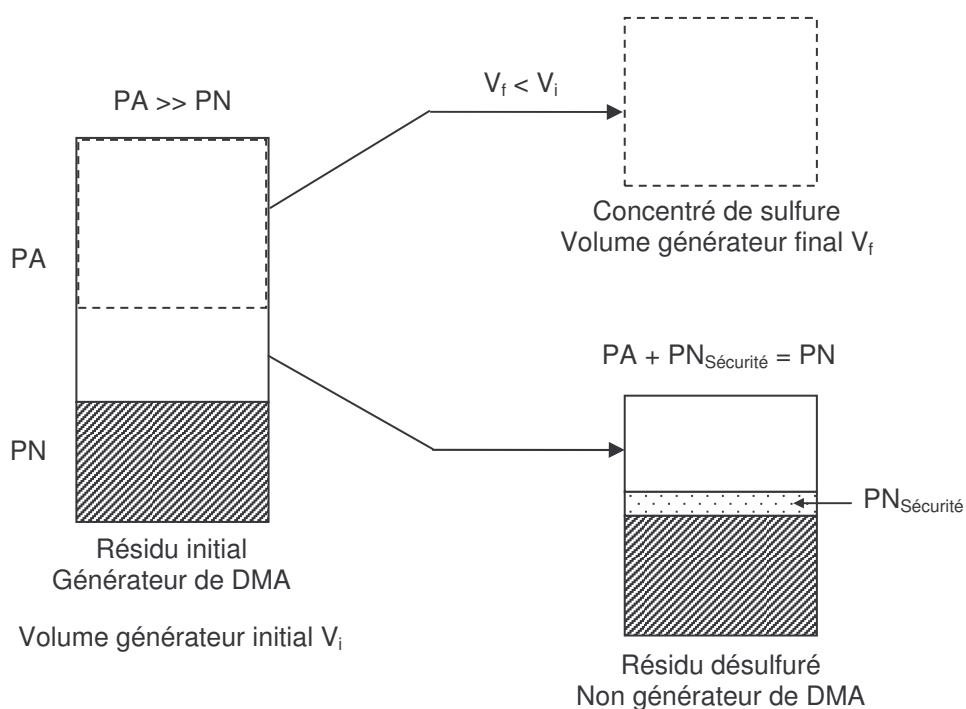 PA >> PN
PA
PN
Résidu initial
Générateur de DMA
Volume générateur initial Vi
Vf < Vi
Concentré de sulfure
Volume générateur final Vf
PA + PNSécurité = PN
PNSécurité
Résidu désulfuré
Non générateur de DMA